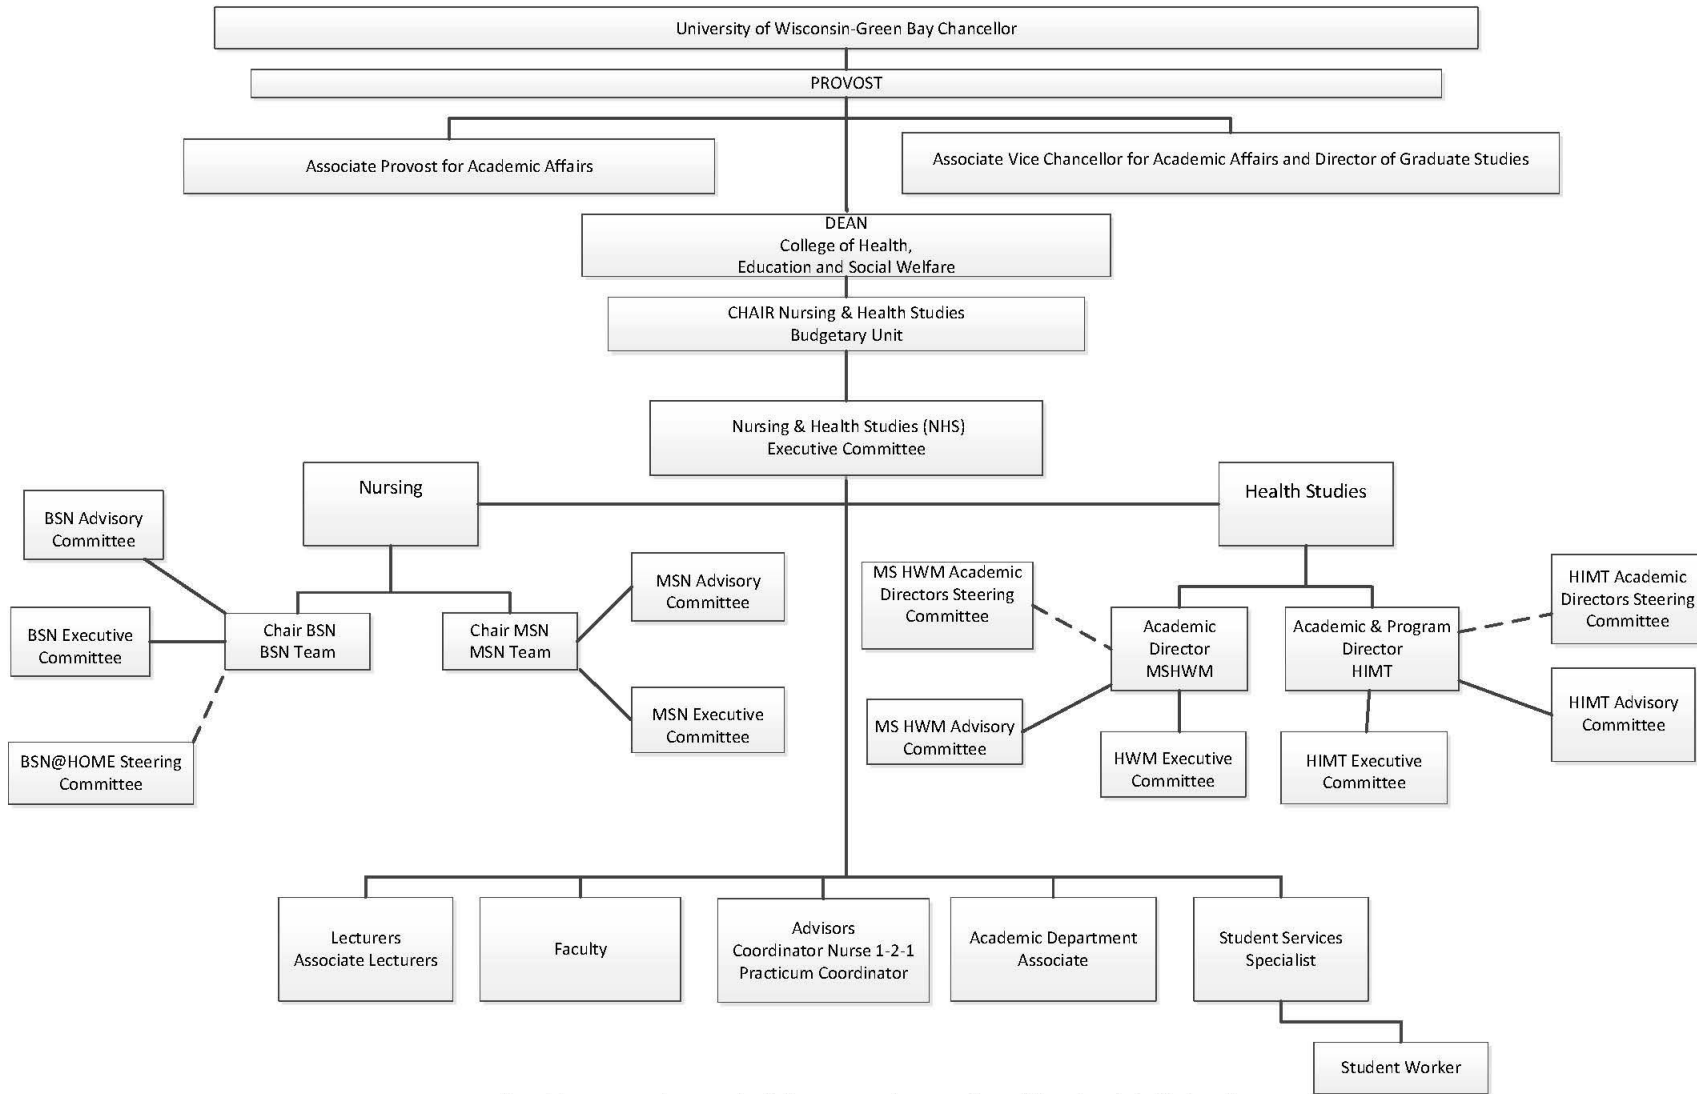 University of Wisconsin-Green Bay Chancellor
PROVOST
Associate Provost for Academic Affairs
Associate Vice Chancellor for Academic Affairs and Director of Graduate Studies
DEAN
College of Health,
Education and Social Welfare
CHAIR Nursing & Health Studies
Budgetary Unit
Nursing & Health Studies (NHS)
Executive Committee
Nursing
Health Studies
BSN Advisory
Committee
BSN Executive
Committee
BSN@HOME Steering
Committee
Chair BSN
BSN Team
Chair MSN
MSN Team
MSN Advisory
Committee
MSN Executive
Committee
MS HWM Academic
Directors Steering
Committee
MS HWM Advisory
Committee
Academic
Director
MSHWM
HWM Executive
Committee
Academic & Program
Director
HIMT
HIMT Executive
Committee
HIMT Academic
Directors Steering
Committee
HIMT Advisory
Committee
Lecturers
Associate Lecturers
Faculty
Advisors
Coordinator Nurse 1-2-1
Practicum Coordinator
Academic Department
Associate
Student Services
Specialist
Student Worker